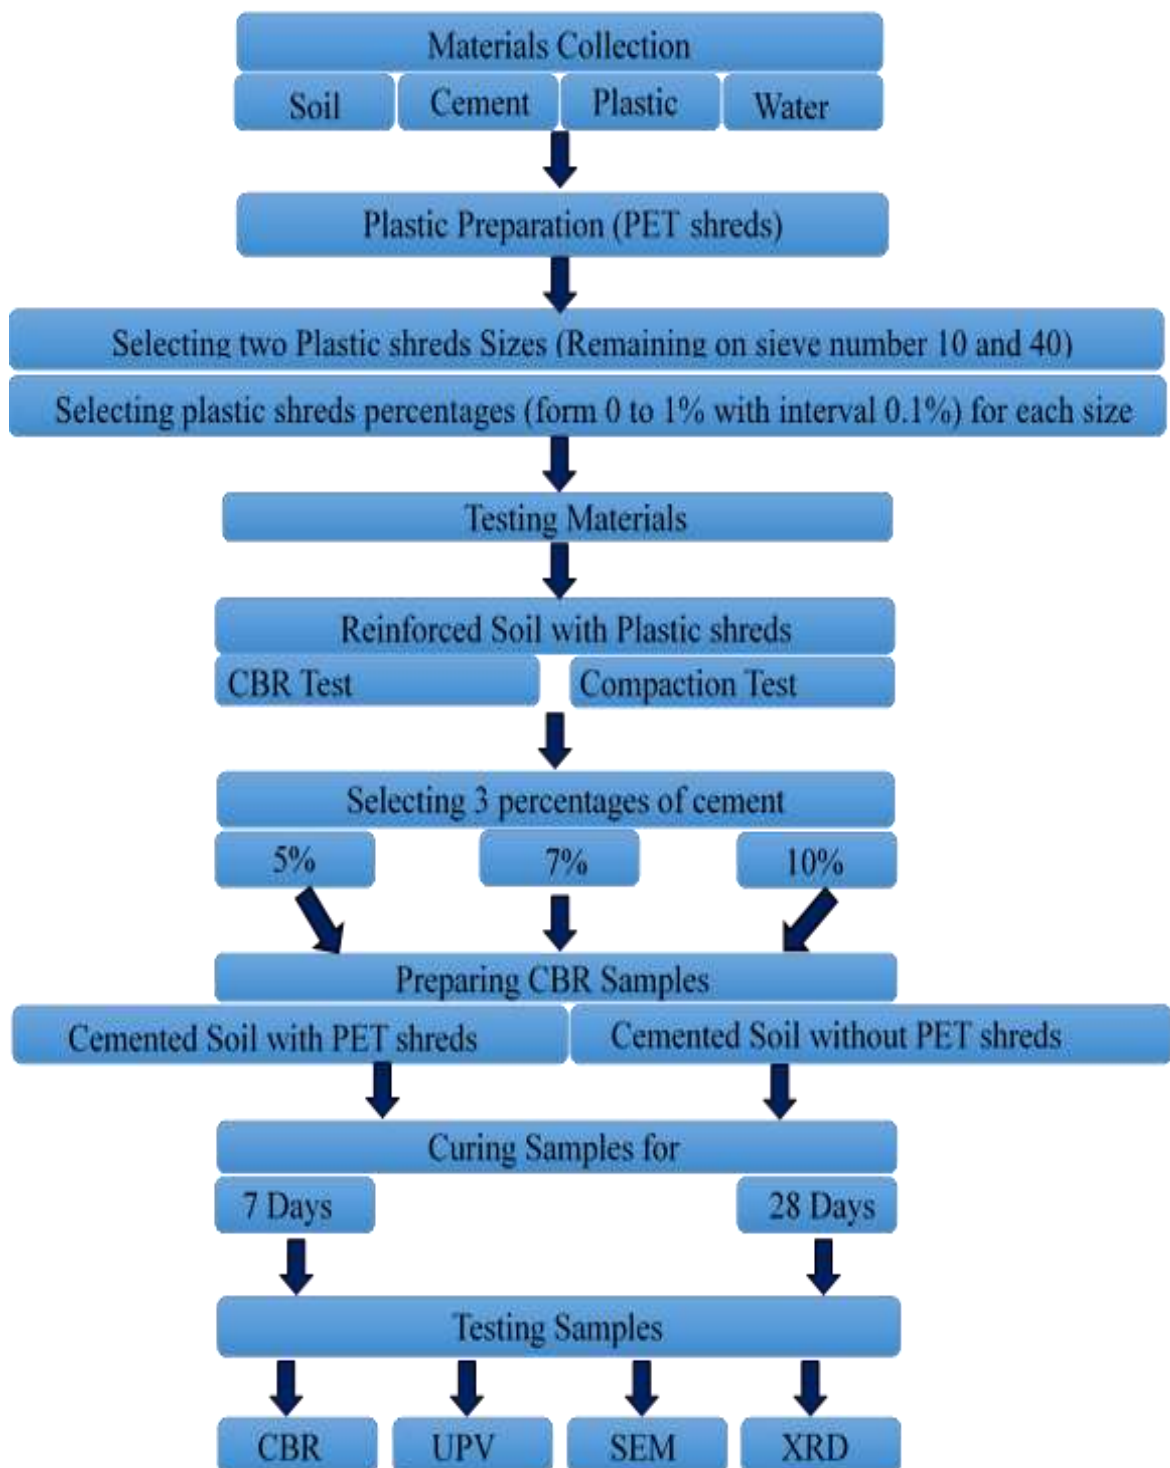 Materials Collection
Soil
Cement
Plastic
Water
Plastic Preparation (PET shreds)
Selecting two Plastic shreds Sizes (Remaining on sieve number 10 and 40)
Selecting plastic shreds percentages (form 0 to 1% with interval 0.1%) for each size
Testing Materials
Reinforced Soil with Plastic shreds
CBR Test
Compaction Test
Selecting 3 percentages of cement
5%
7%
10%
Preparing CBR Samples
Cemented Soil with PET shreds
Cemented Soil without PET shreds
Curing Samples for
7 Days
28 Days
Testing Samples
CBR
UPV
SEM
XRD